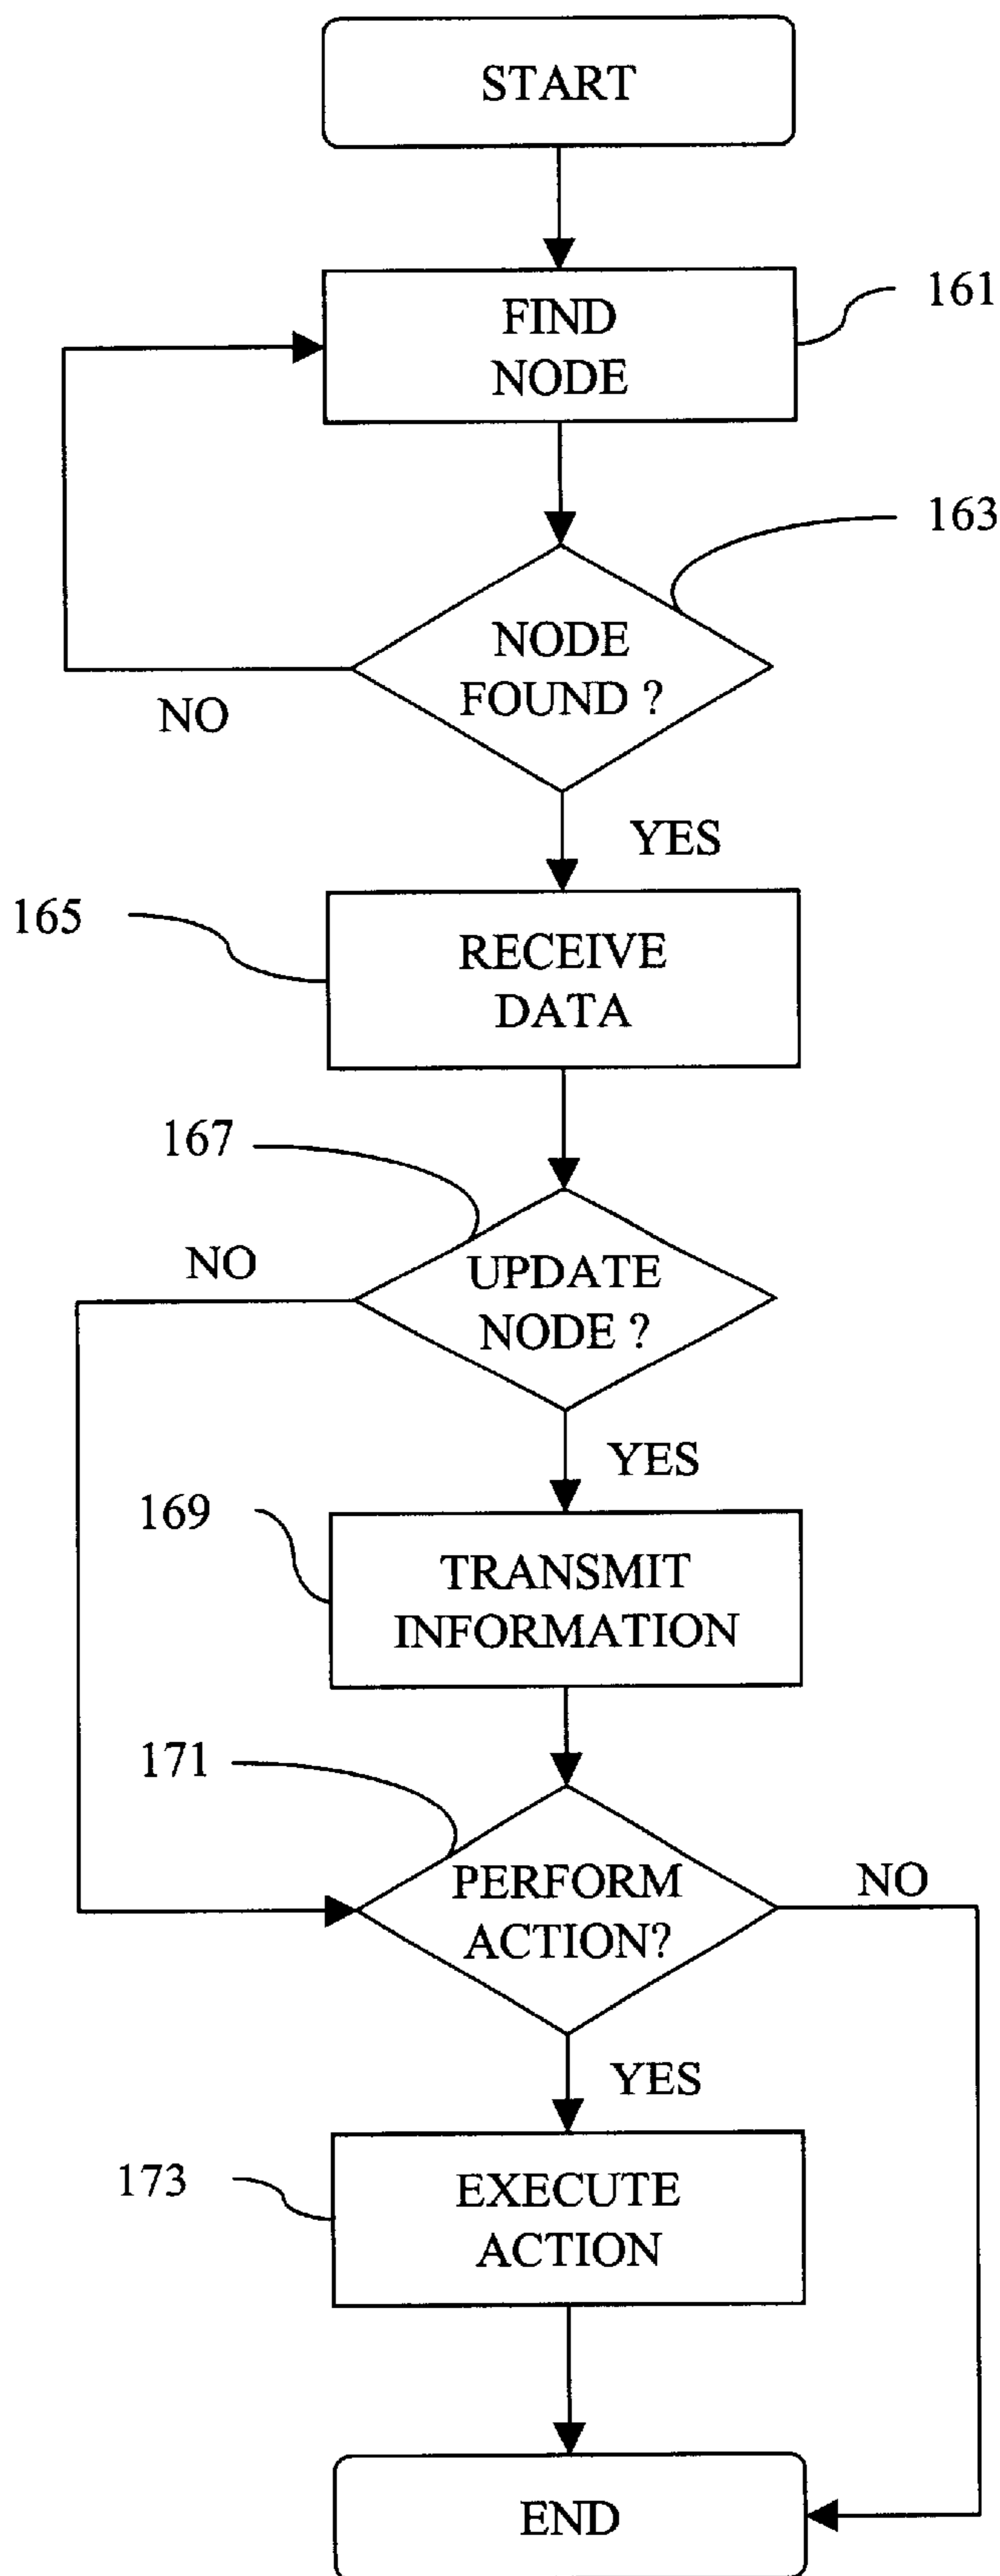 START
161
FIND
NODE
163
NODE
FOUND ?
NO
YES
165
RECEIVE
DATA
167
NO
UPDATE
NODE ?
YES
169
TRANSMIT
INFORMATION
171
PERFORM
ACTION?
NO
YES
173
EXECUTE
ACTION
END